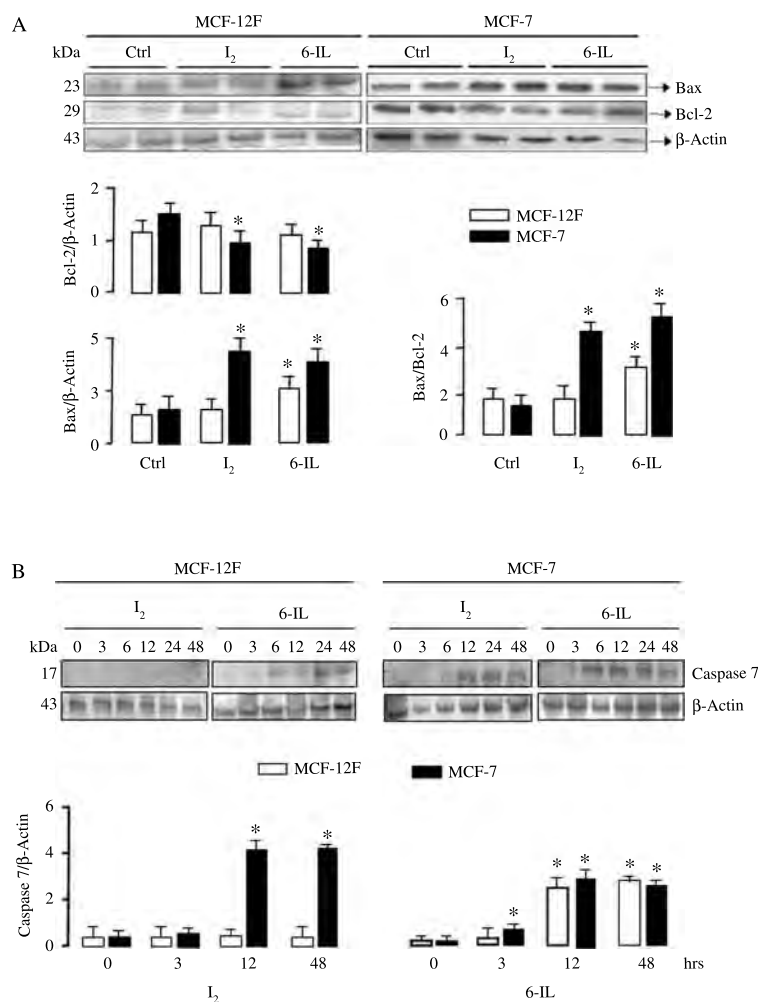 A
MCF-12F MCF-7
kDa Ctrl I2 6-IL Ctrl I2 6-IL
23 Bax
29 Bcl-2
43 β-Actin
Bcl-2/β-Actin
2
1
0
* *
MCF-12F
MCF-7
Bax/β-Actin
5
3
0
* * *
Ctrl I2 6-IL
Bax/Bcl-2
6
4
2
0
* * *
Ctrl I2 6-IL
B
MCF-12F MCF-7
I2 6-IL I2 6-IL
kDa 0 3 6 12 24 48 0 3 6 12 24 48 0 3 6 12 24 48 0 3 6 12 24 48
17 Caspase 7
43 β-Actin
MCF-12F MCF-7
Caspase 7/β-Actin
6
4
2
0
* * * * * * *
0 3 12 48 0 3 12 48 hrs
I2 6-IL